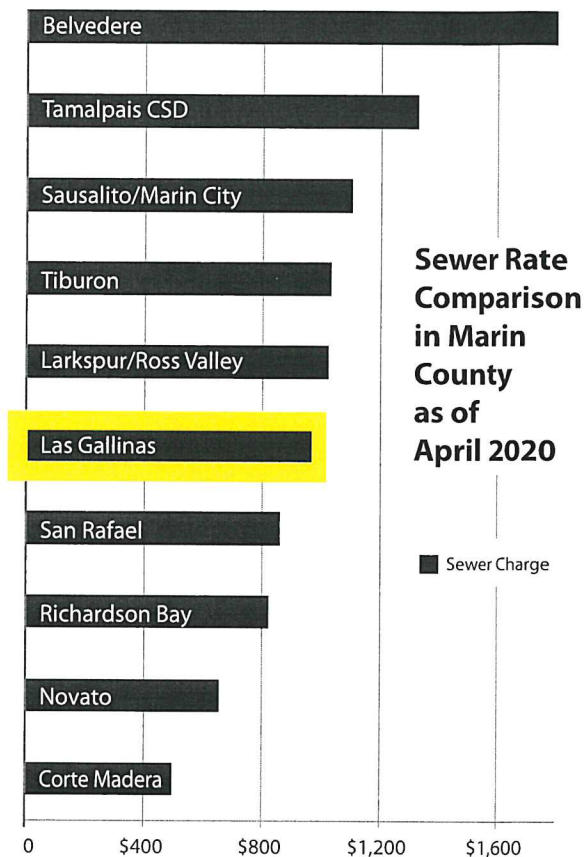 Belvedere
Tamalpais CSD
Sausalito/Marin City
Tiburon
Larkspur/Ross Valley
Las Gallinas
San Rafael
Richardson Bay
Novato
Corte Madera
Sewer Rate
Comparison
in Marin
County
as of
April 2020
Sewer Charge
0 $400 $800 $1,200 $1,600